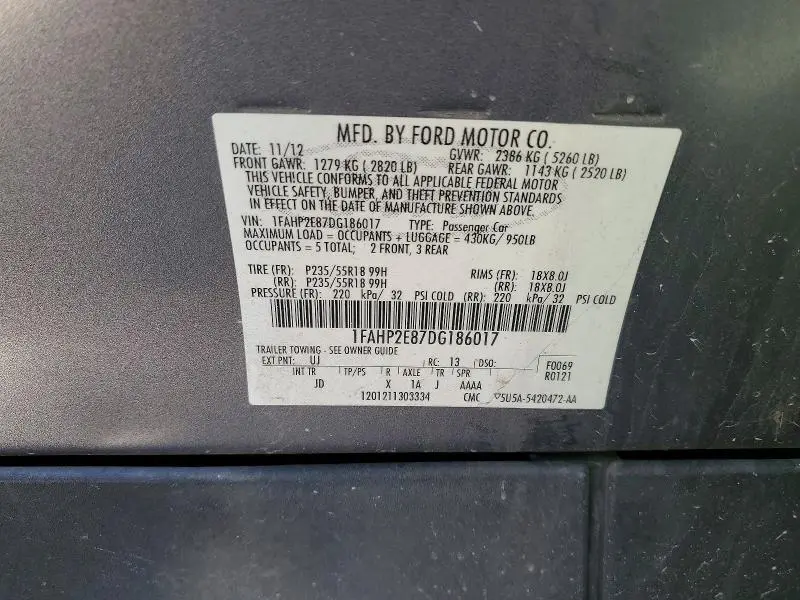 MFD. BY FORD MOTOR CO.
DATE: 11/12 GVWR: 2386 KG ( 5260 LB)
FRONT GAWR: 1279 KG ( 2820 LB) REAR GAWR: 1143 KG ( 2520 LB)
THIS VEHICLE CONFORMS TO ALL APPLICABLE FEDERAL MOTOR
VEHICLE SAFETY, BUMPER, AND THEFT PREVENTION STANDARDS
IN EFFECT ON THE DATE OF MANUFACTURE SHOWN ABOVE.
VIN: 1FAHP2E87DG186017 TYPE: Passenger Car
MAXIMUM LOAD = OCCUPANTS + LUGGAGE = 430KG/ 950LB
OCCUPANTS = 5 TOTAL; 2 FRONT, 3 REAR
TIRE (FR): P235/55R18 99H RIMS (FR): 18X8.0J
(RR): P235/55R18 99H (RR): 18X8.0J
PRESSURE (FR): 220 kPa/ 32 PSI COLD (RR): 220 kPa/ 32 PSI COLD
1FAHP2E87DG186017
TRAILER TOWING - SEE OWNER GUIDE
EXT PNT: UJ RC: 13 DSO: F0069
R0121
INT TR TP/PS R AXLE TR SPR
JD X 1A J AAAA
1201211303334 CMC ▽5U5A-5420472-AA